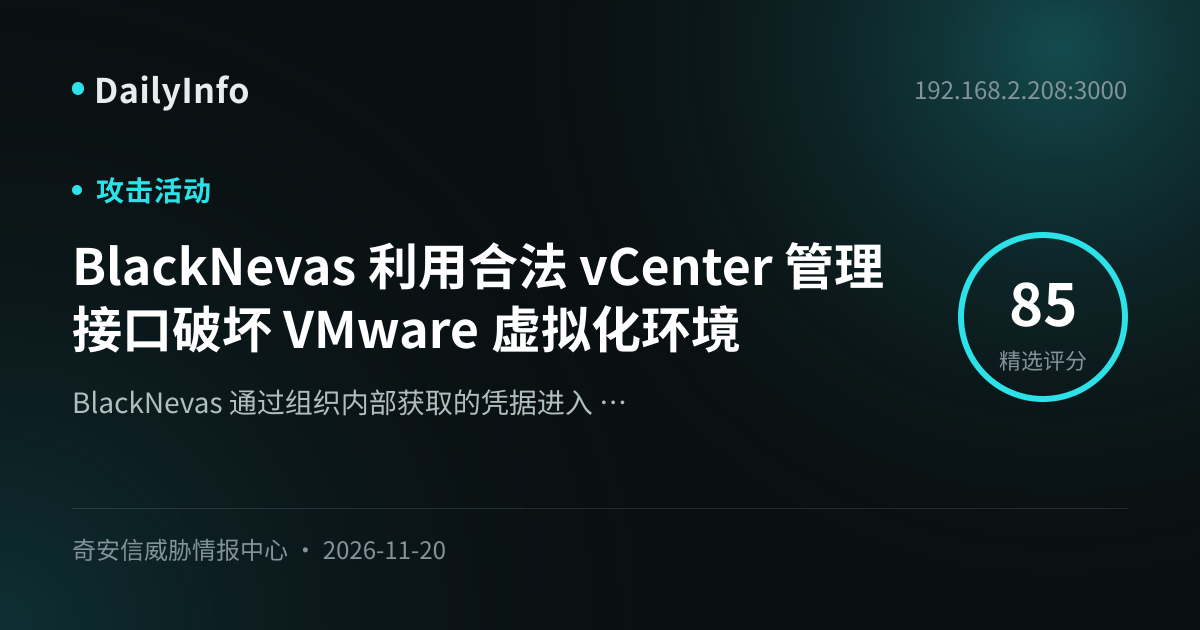 DailyInfo
192.168.2.208:3000
攻击活动
BlackNevas 利用合法 vCenter 管理
接口破坏 VMware 虚拟化环境
85
精选评分
BlackNevas 通过组织内部获取的凭据进入 …
奇安信威胁情报中心 · 2026-11-20